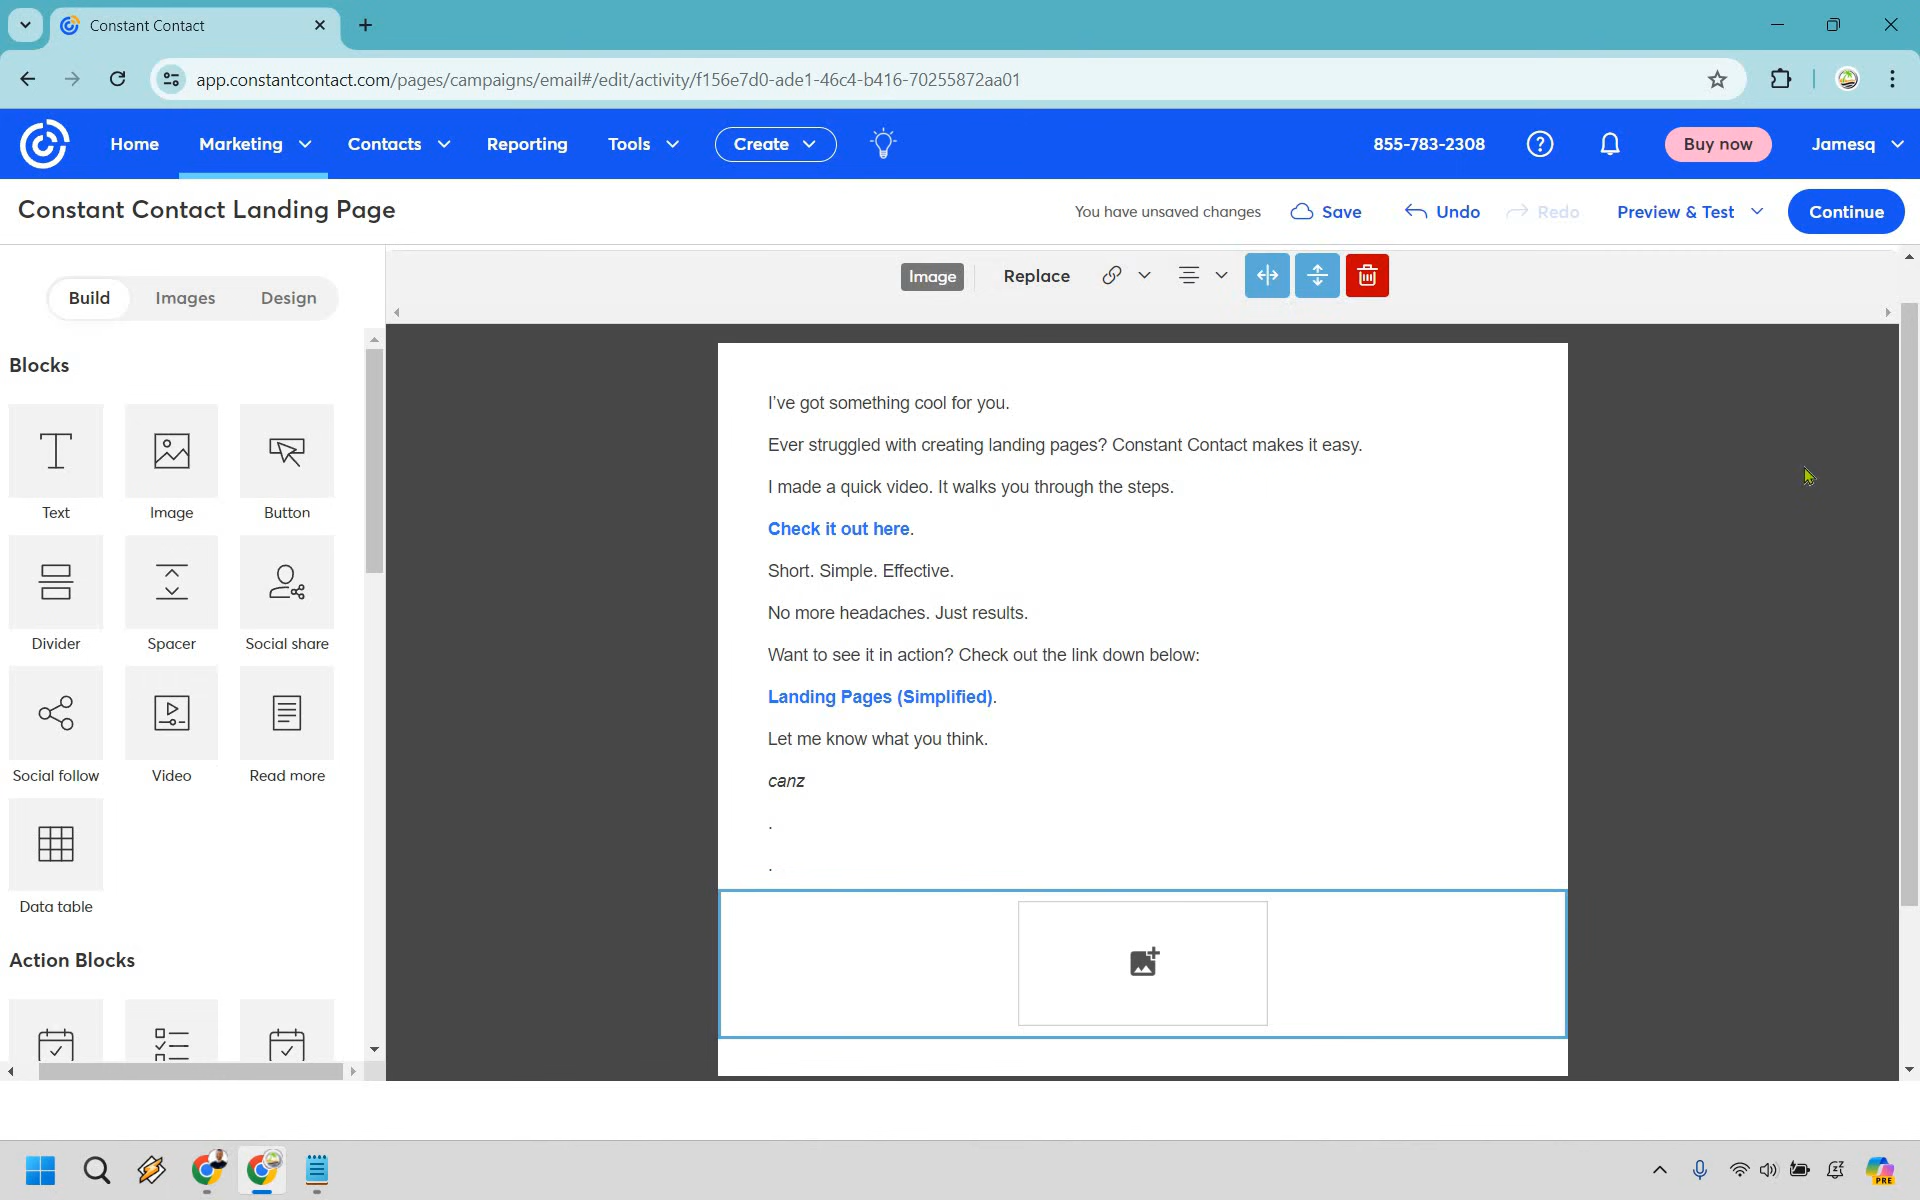 Constant Contact
app.constantcontact.com/pages/campaigns/email#/edit/activity/f156e7d0-ade1-46c4-b416-70255872aa01
Home Marketing Contacts Reporting Tools Create 855-783-2308 Buy now Jamesq
Constant Contact Landing Page You have unsaved changes Save Undo Redo Preview & Test Continue
Image Replace
Build Images Design
Blocks
Text Image Button
Divider Spacer Social share
Social follow Video Read more
Data table
Action Blocks
I've got something cool for you.
Ever struggled with creating landing pages? Constant Contact makes it easy.
I made a quick video. It walks you through the steps.
Check it out here.
Short. Simple. Effective.
No more headaches. Just results.
Want to see it in action? Check out the link down below:
Landing Pages (Simplified).
Let me know what you think.
canz
.
.
PRE